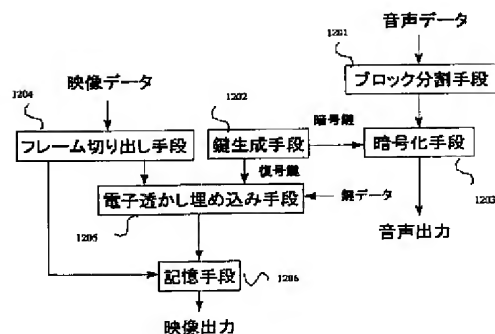 音声データ
1201
ブロック分割手段
1204
映像データ
1202
暗号鍵
フレーム切り出し手段
鍵生成手段
暗号化手段
復号鍵
1203
電子透かし埋め込み手段
鍵データ
1205
音声出力
記憶手段
1206
映像出力